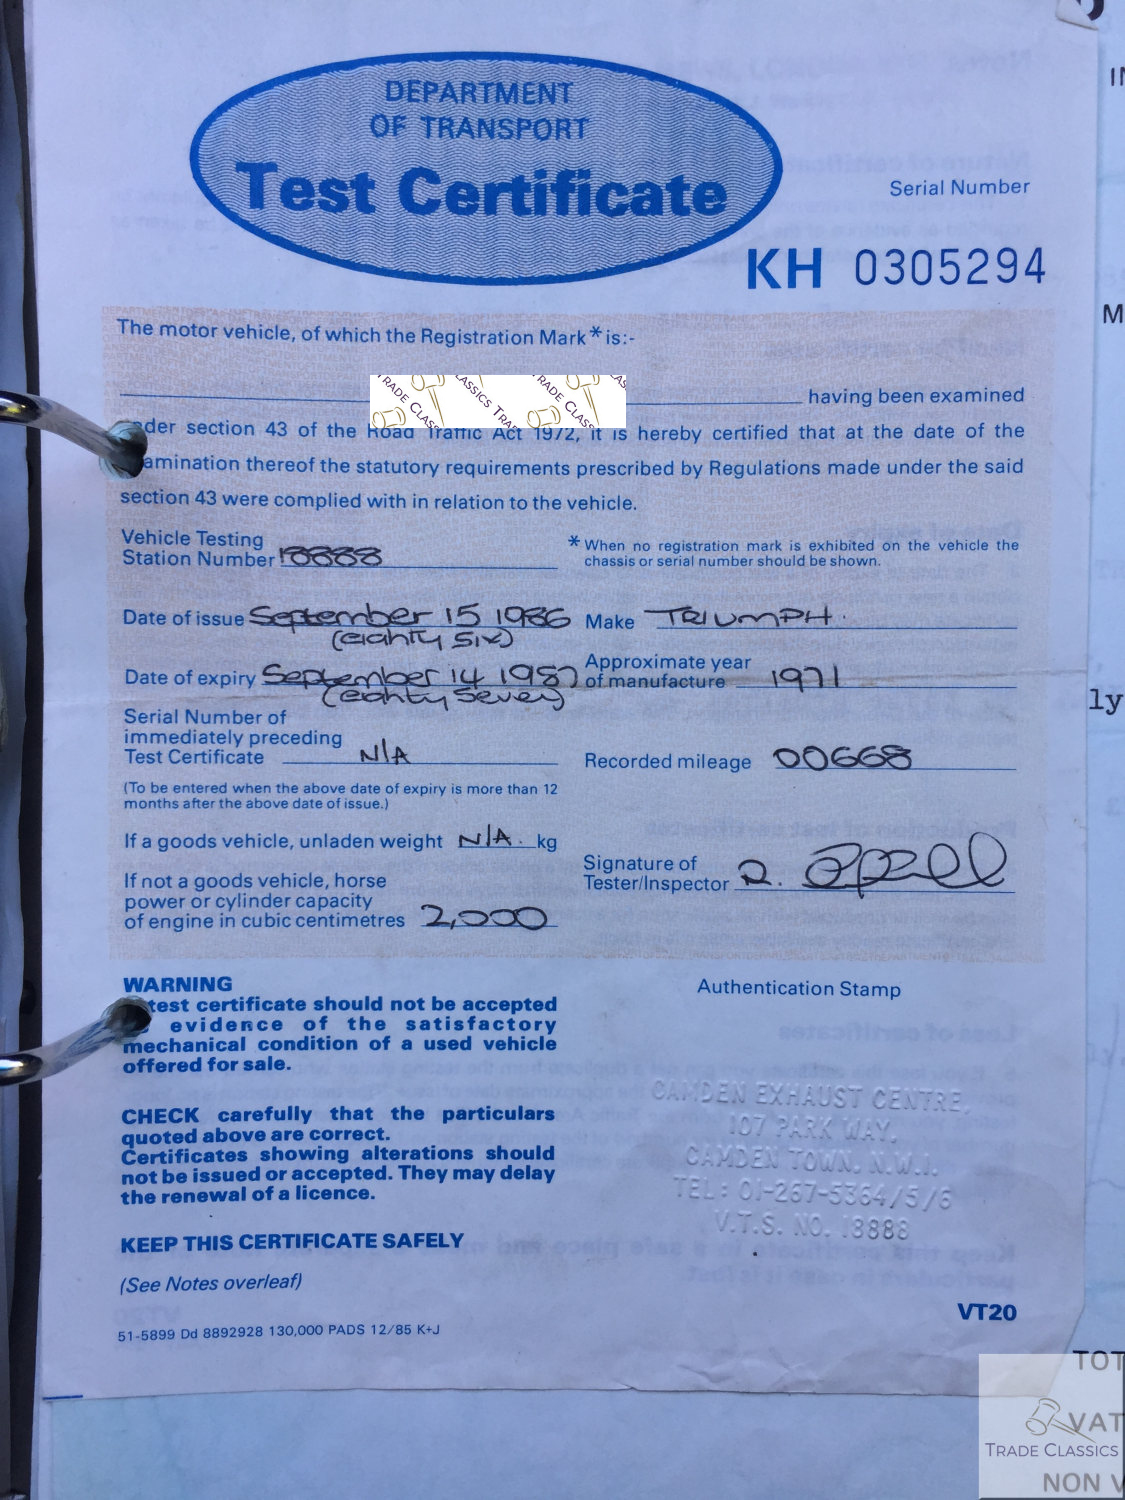 DEPARTMENT
OF TRANSPORT
Test Certificate
Serial Number
KH 0305294
The motor vehicle, of which the Registration Mark * is:-
TRADE CLASSICS TRADE CLASS
having been examined
der section 43 of the Road Traffic Act 1972, it is hereby certified that at the date of the
amination thereof the statutory requirements prescribed by Regulations made under the said
section 43 were complied with in relation to the vehicle.
Vehicle Testing
Station Number 18888
* When no registration mark is exhibited on the vehicle the
chassis or serial number should be shown.
Date of issue September 15 1986
(eighty six)
Make TRIUMPH.
Date of expiry September 14 1987
(eighty seven)
Approximate year
of manufacture 1971
Serial Number of
immediately preceding
Test Certificate N/A
Recorded mileage 00668
(To be entered when the above date of expiry is more than 12
months after the above date of issue.)
If a goods vehicle, unladen weight N/A. kg
If not a goods vehicle, horse
power or cylinder capacity
of engine in cubic centimetres 2,000
Signature of
Tester/Inspector
WARNING
test certificate should not be accepted
evidence of the satisfactory
mechanical condition of a used vehicle
offered for sale.
CHECK carefully that the particulars
quoted above are correct.
Certificates showing alterations should
not be issued or accepted. They may delay
the renewal of a licence.
KEEP THIS CERTIFICATE SAFELY
(See Notes overleaf)
51-5899 Dd 8892928 130,000 PADS 12/85 K+J
Authentication Stamp
CAMDEN EXHAUST CENTRE,
107 PARK WAY,
CAMDEN TOWN. N.W.1.
TEL: 01-267-5364/5/6
V.T.S. NO. 18888
VT20
ly
TOT
VAT
TRADE CLASSICS
NON V